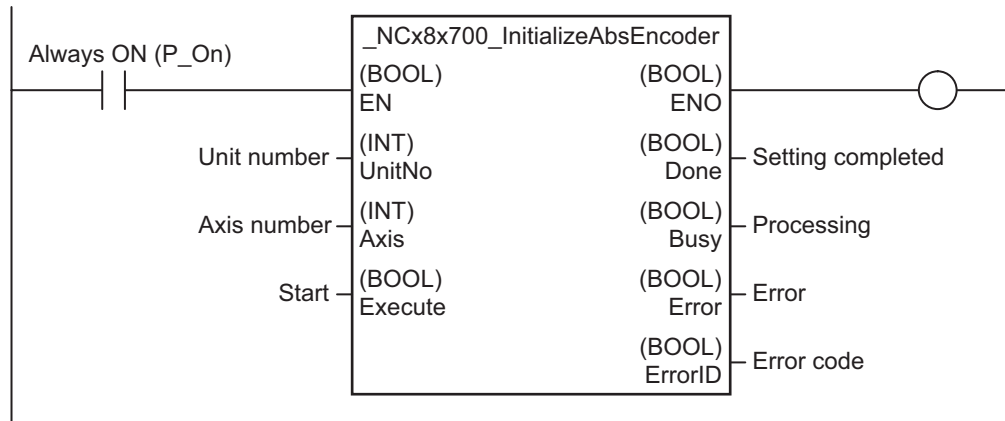 _NCx8x700_InitializeAbsEncoder
Always ON (P_On)
(BOOL) (BOOL)
EN ENO
(INT) (BOOL)
Unit number UnitNo Done Setting completed
(INT) (BOOL)
Axis number Axis Busy Processing
(BOOL) (BOOL)
Start Execute Error Error
(BOOL)
ErrorID Error code